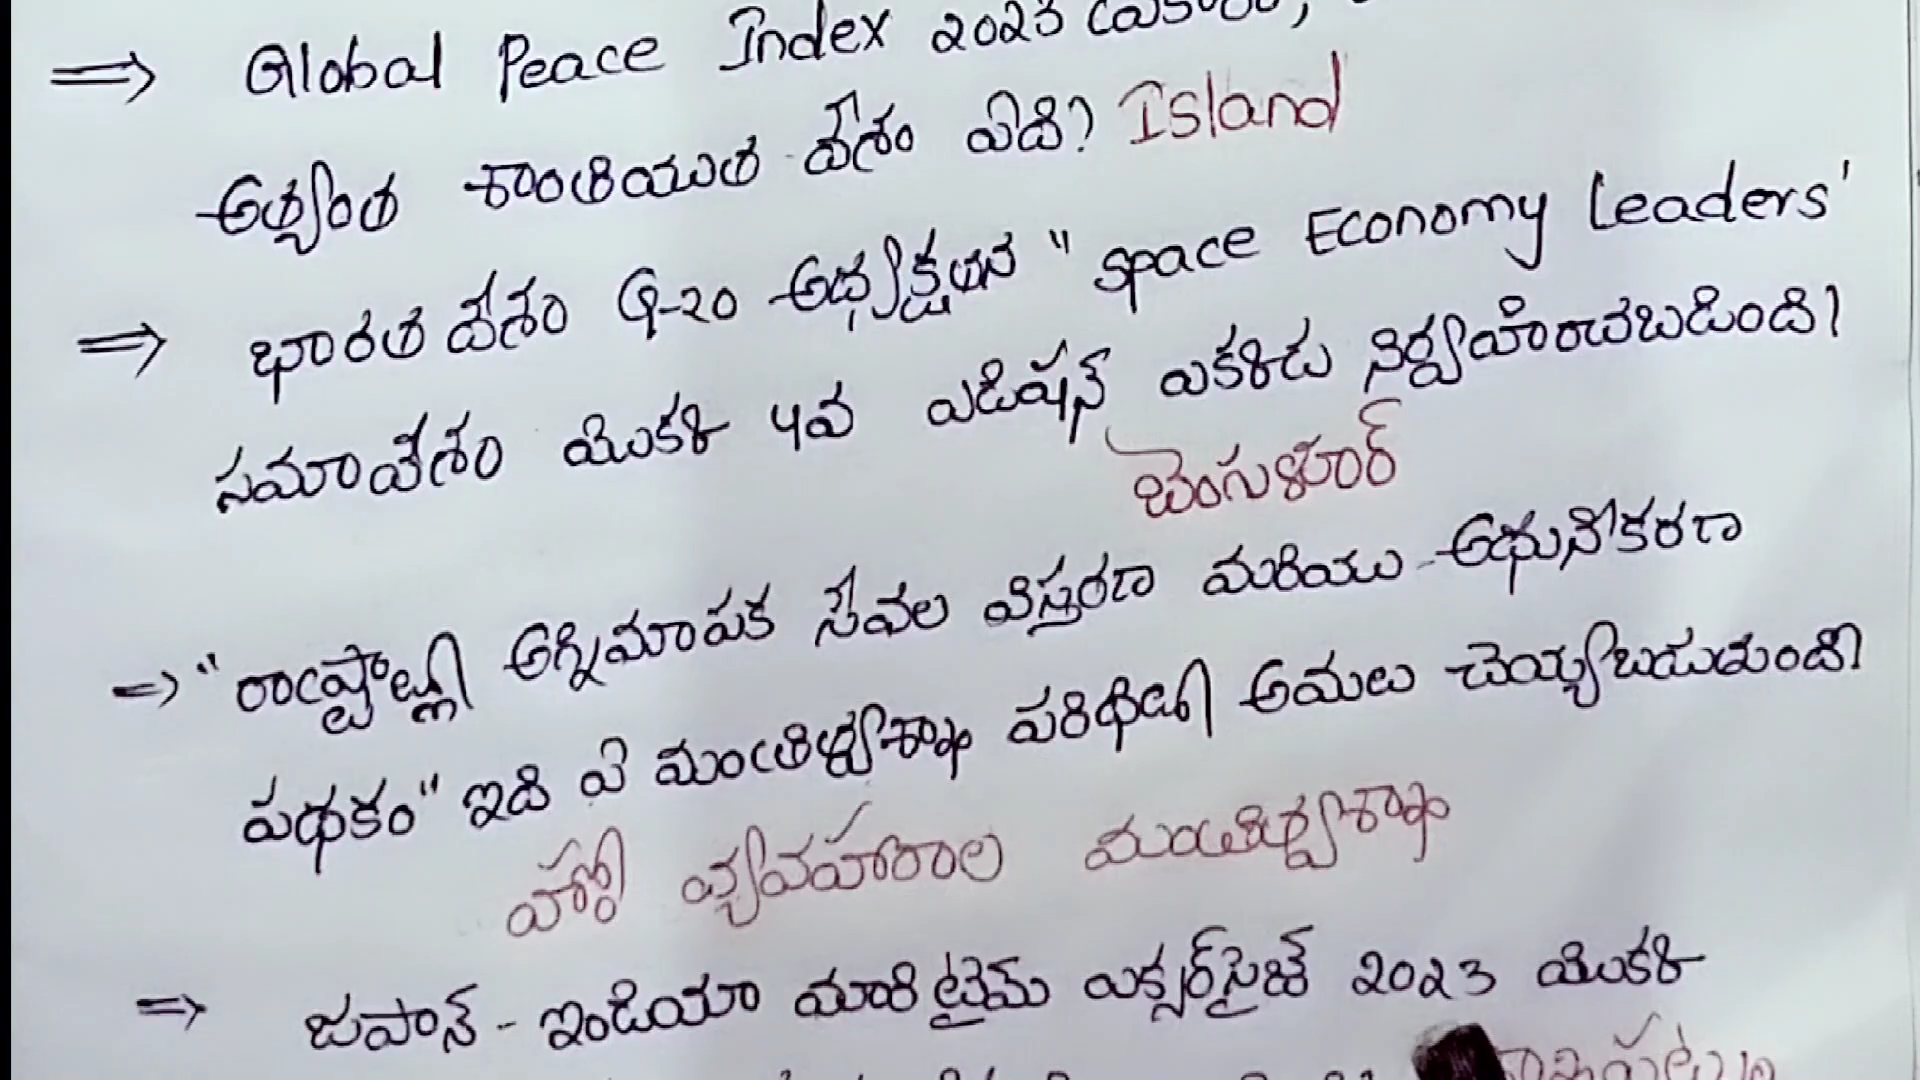 ⇒ Global Peace Index 2023 ప్రకారం,
అత్యంత శాంతియుత దేశం ఏది? Island
⇒ భారత దేశం G-20 అధ్యక్షతన "Space Economy Leaders'
సమావేశం యొక్క 4వ ఎడిషన్ ఎక్కడ నిర్వహించబడింది?
బెంగుళూర్
⇒ "రాష్ట్రాల్లో అగ్నిమాపక సేవల విస్తరణ మరియు ఆధునీకరణ
పథకం" ఇది ఏ మంత్రిత్వశాఖ పరిధిలో అమలు చెయ్యబడుతుంది?
హోం వ్యవహారాల మంత్రిత్వశాఖ
⇒ జపాన్ - ఇండియా మారిటైమ్ ఎక్సర్‌సైజ్ 2023 యొక్క